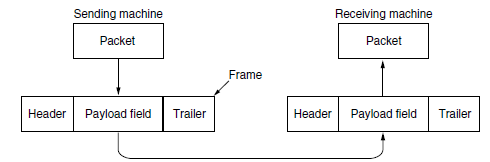 Sending machine
Receiving machine
Packet
Packet
Frame
Header Payload field Trailer
Header Payload field Trailer